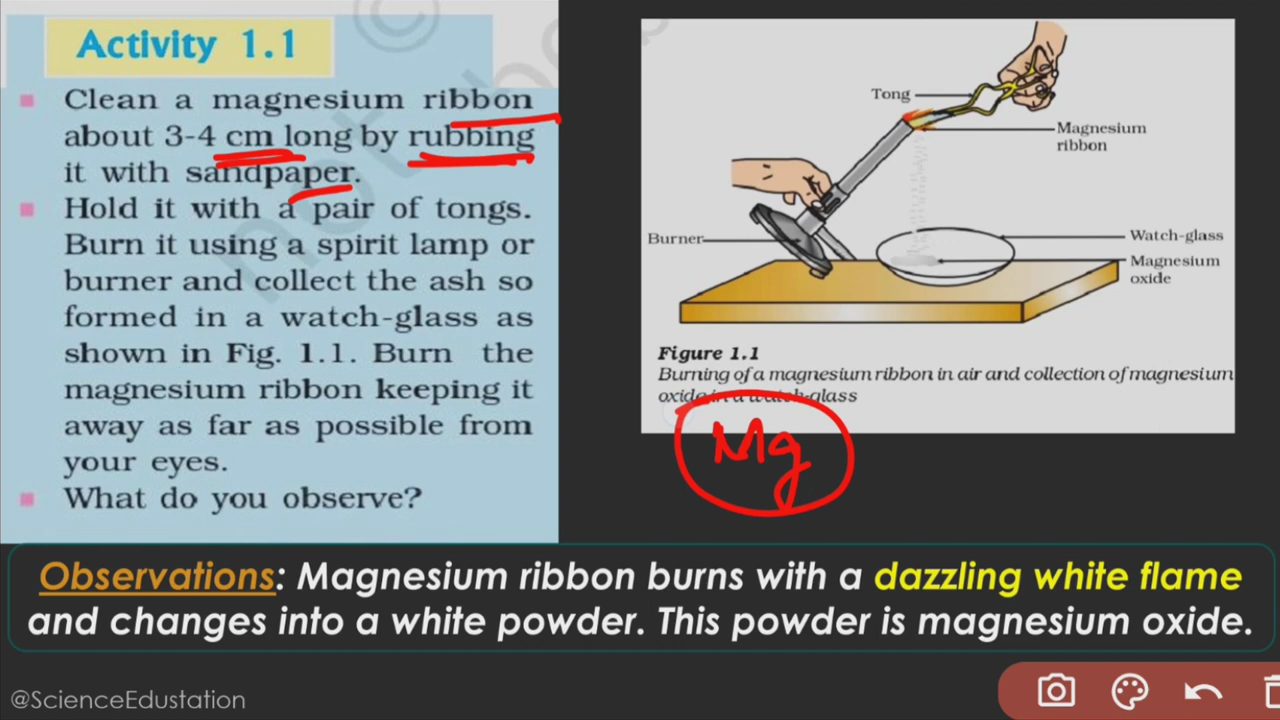 Activity 1.1
Clean a magnesium ribbon
about 3-4 cm long by rubbing
it with sandpaper.
Hold it with a pair of tongs.
Burn it using a spirit lamp or
burner and collect the ash so
formed in a watch-glass as
shown in Fig. 1.1. Burn the
magnesium ribbon keeping it
away as far as possible from
your eyes.
What do you observe?
Tong
Magnesium
ribbon
Burner
Watch-glass
Magnesium
oxide
Figure 1.1
Burning of a magnesium ribbon in air and collection of magnesium
oxide in a watch-glass
Mg
Observations: Magnesium ribbon burns with a dazzling white flame
and changes into a white powder. This powder is magnesium oxide.
@ScienceEdustation